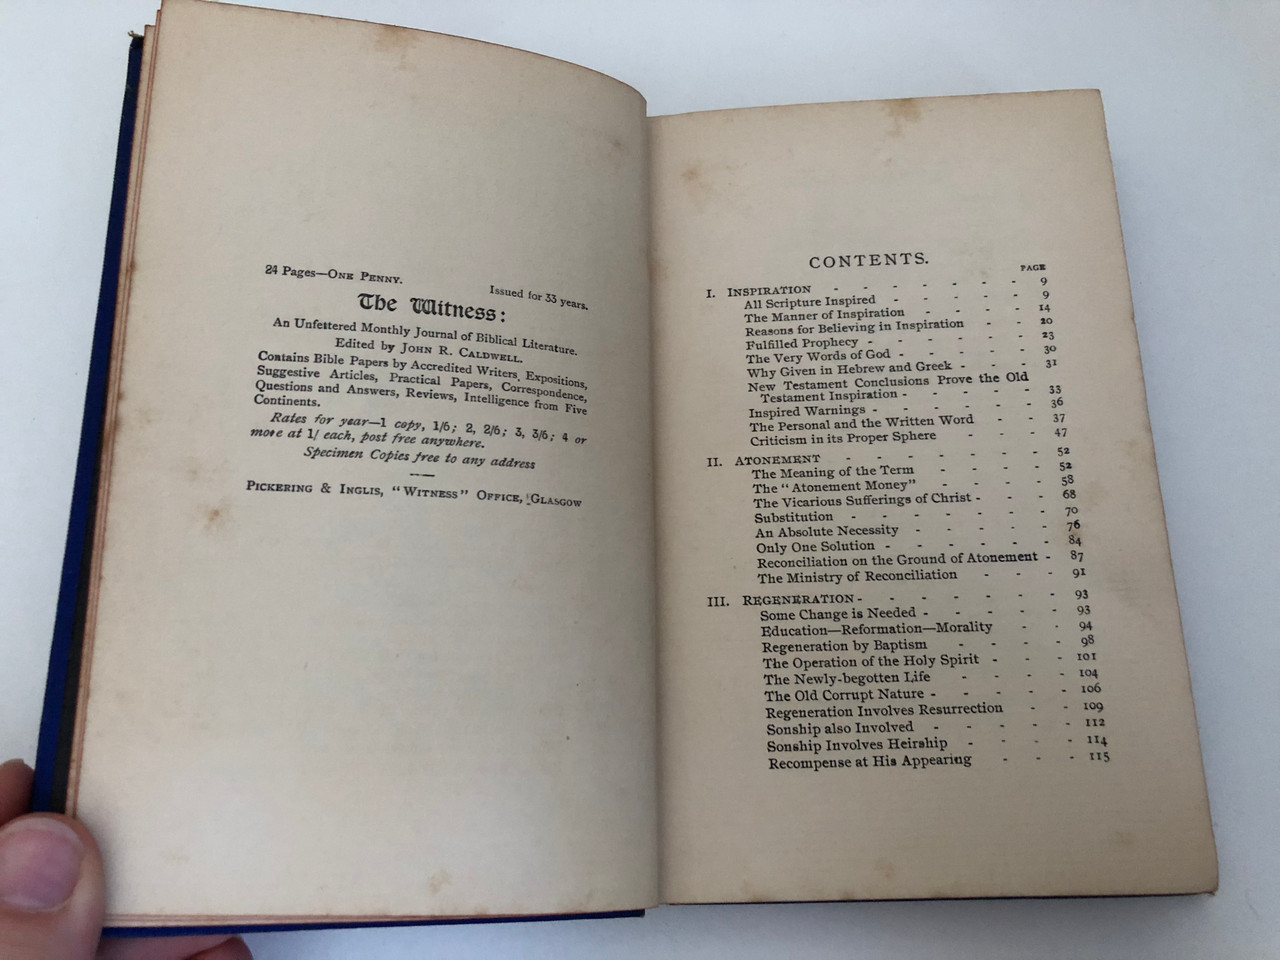 24 Pages—One Penny.
Issued for 33 years.
The Witness:
An Unfettered Monthly Journal of Biblical Literature.
Edited by John R. Caldwell.
Contains Bible Papers by Accredited Writers, Expositions,
Suggestive Articles, Practical Papers, Correspondence,
Questions and Answers, Reviews, Intelligence from Five
Continents.
Rates for year—1 copy, 1/6; 2, 2/6; 3, 3/6; 4 or
more at 1/ each, post free anywhere.
Specimen Copies free to any address
Pickering & Inglis, "Witness" Office, Glasgow
CONTENTS.
PAGE
I. Inspiration - - - - - - - 9
All Scripture Inspired - - - - - 9
The Manner of Inspiration - - - - 14
Reasons for Believing in Inspiration - - 20
Fulfilled Prophecy - - - - - - 23
The Very Words of God - - - - - 30
Why Given in Hebrew and Greek - - - - 31
New Testament Conclusions Prove the Old
Testament Inspiration - - - - - 33
Inspired Warnings - - - - - - 36
The Personal and the Written Word - - 37
Criticism in its Proper Sphere - - - 47
II. Atonement - - - - - - - 52
The Meaning of the Term - - - - 52
The "Atonement Money" - - - - 58
The Vicarious Sufferings of Christ - - - 68
Substitution - - - - - - 70
An Absolute Necessity - - - - - 76
Only One Solution - - - - - - 84
Reconciliation on the Ground of Atonement - 87
The Ministry of Reconciliation - - - 91
III. Regeneration - - - - - - - 93
Some Change is Needed - - - - - 93
Education—Reformation—Morality - - 94
Regeneration by Baptism - - - - 98
The Operation of the Holy Spirit - - - 101
The Newly-begotten Life - - - - 104
The Old Corrupt Nature - - - - - 106
Regeneration Involves Resurrection - - 109
Sonship also Involved - - - - - 112
Sonship Involves Heirship - - - - 114
Recompense at His Appearing - - - 115